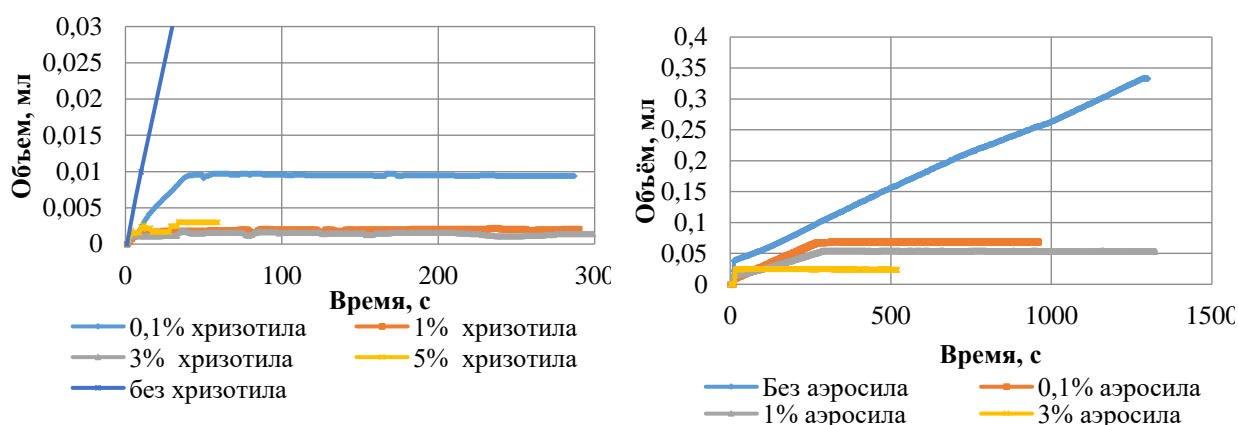 0,03
0,025
0,02
0,015
0,01
0,005
0
Объем, мл
0 100 200 300
Время, с
0,1% хризотила 1% хризотила
3% хризотила 5% хризотила
без хризотила
0,4
0,35
0,3
0,25
0,2
0,15
0,1
0,05
0
Объём, мл
0 500 1000 1500
Время, с
Без аэросила 0,1% аэросила
1% аэросила 3% аэросила